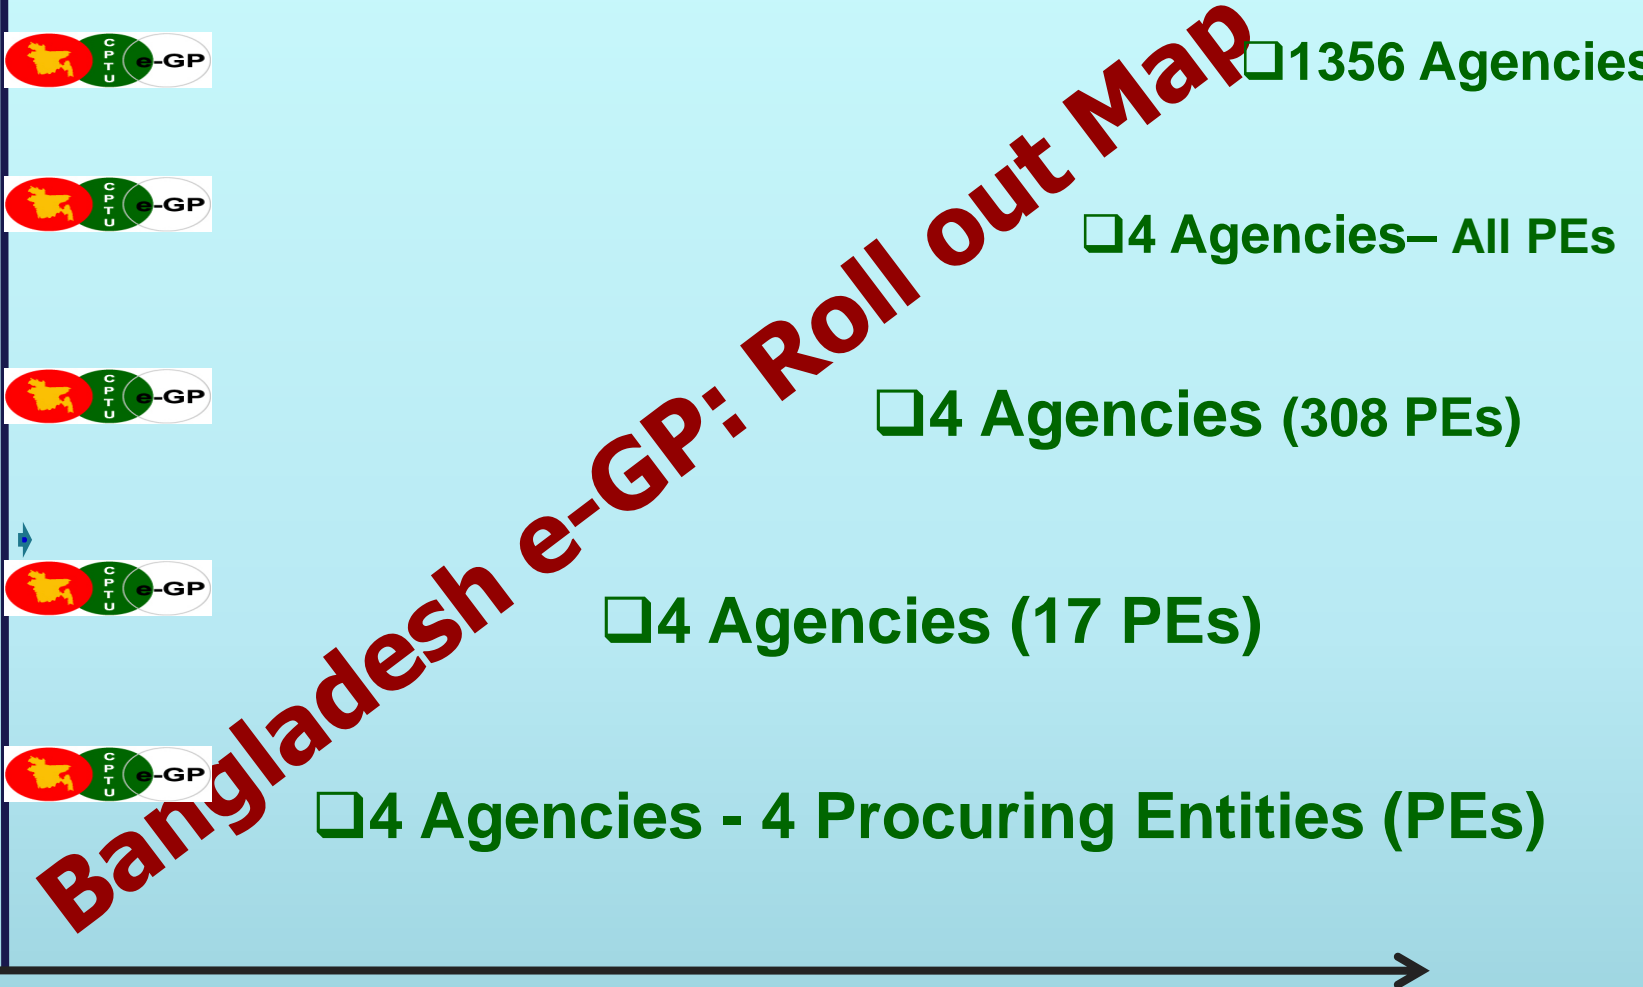 Bangladesh e-GP: Roll out Map
CPTU e-GP
❑1356 Agencies
CPTU e-GP
❑4 Agencies– All PEs
CPTU e-GP
❑4 Agencies (308 PEs)
CPTU e-GP
❑4 Agencies (17 PEs)
CPTU e-GP
❑4 Agencies - 4 Procuring Entities (PEs)